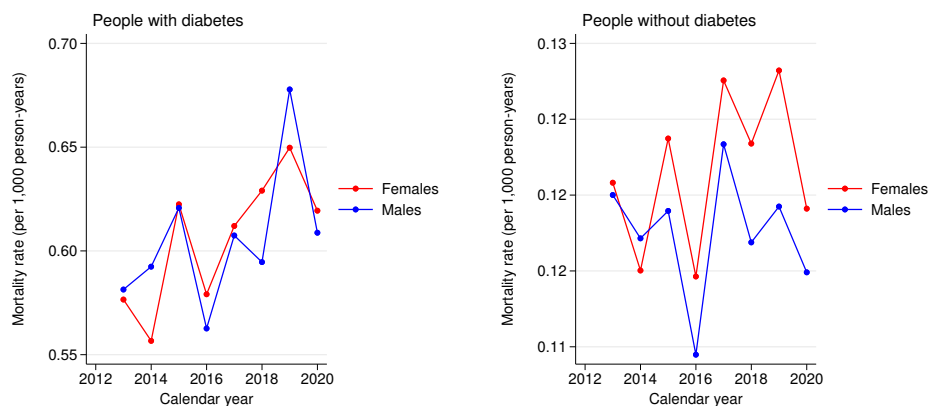 People with diabetes
0.70
0.65
0.60
0.55
Mortality rate (per 1,000 person-years)
2012 2014 2016 2018 2020
Calendar year
Females
Males
People without diabetes
0.13
0.12
0.12
0.12
0.11
Mortality rate (per 1,000 person-years)
2012 2014 2016 2018 2020
Calendar year
Females
Males